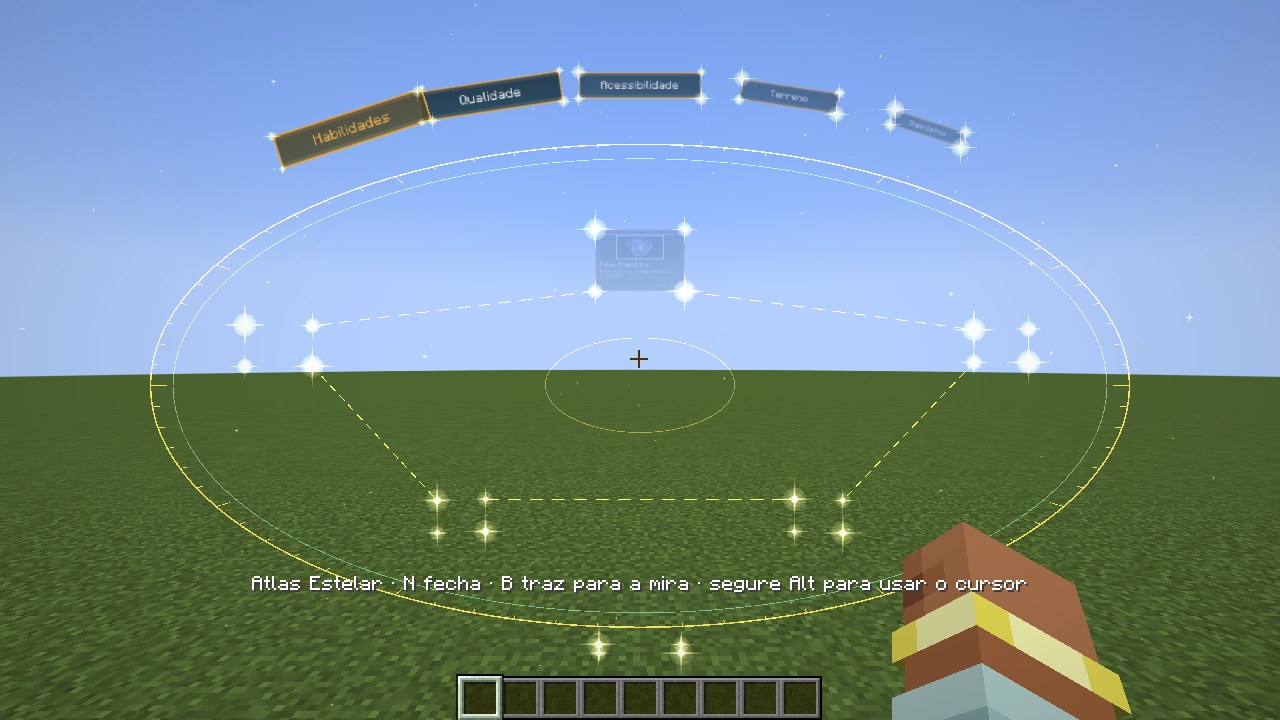 Habilidades
Qualidade
Acessibilidade
Terreno
Atlas Estelar · N fecha · B traz para a mira · segure Alt para usar o cursor